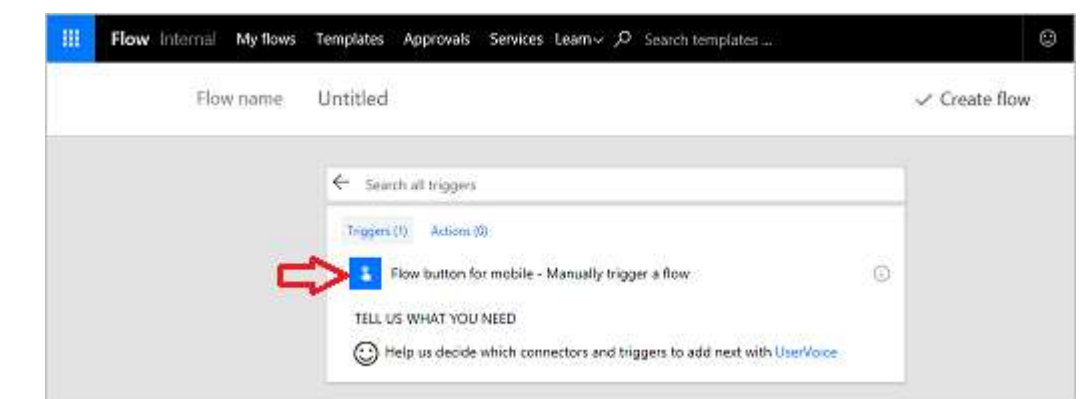 Flow Internal My flows Templates Approvals Services Learn Search templates ...
Flow name Untitled Create flow
Search all triggers
Triggers (1) Actions (0)
Flow button for mobile - Manually trigger a flow
TELL US WHAT YOU NEED
Help us decide which connectors and triggers to add next with UserVoice